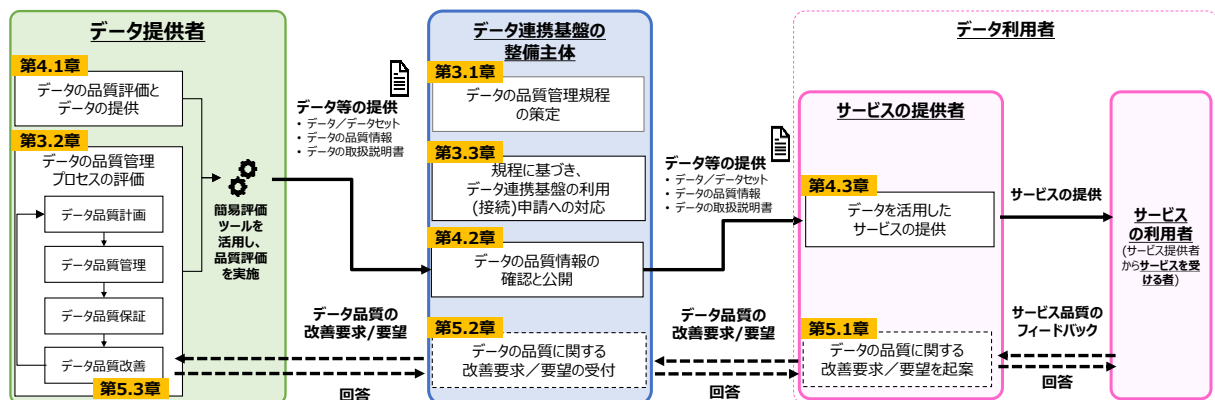 データ提供者
第4.1章
データの品質評価と
データの提供
第3.2章
データの品質管理
プロセスの評価
データ品質計画
データ品質管理
データ品質保証
データ品質改善
第5.3章
簡易評価
ツールを
活用し、
品質評価
を実施
データ等の提供
• データ／データセット
• データの品質情報
• データの取扱説明書
データ品質の
改善要求/要望
回答
データ連携基盤の
整備主体
第3.1章
データの品質管理規程
の策定
第3.3章
規程に基づき、
データ連携基盤の利用
(接続)申請への対応
第4.2章
データの品質情報の
確認と公開
第5.2章
データの品質に関する
改善要求／要望の受付
データ等の提供
• データ／データセット
• データの品質情報
• データの取扱説明書
データ品質の
改善要求/要望
回答
データ利用者
サービスの提供者
第4.3章
データを活用した
サービスの提供
第5.1章
データの品質に関する
改善要求／要望を起案
サービスの提供
サービス品質の
フィードバック
回答
サービス
の利用者
(サービス提供者
からサービスを受
ける者)